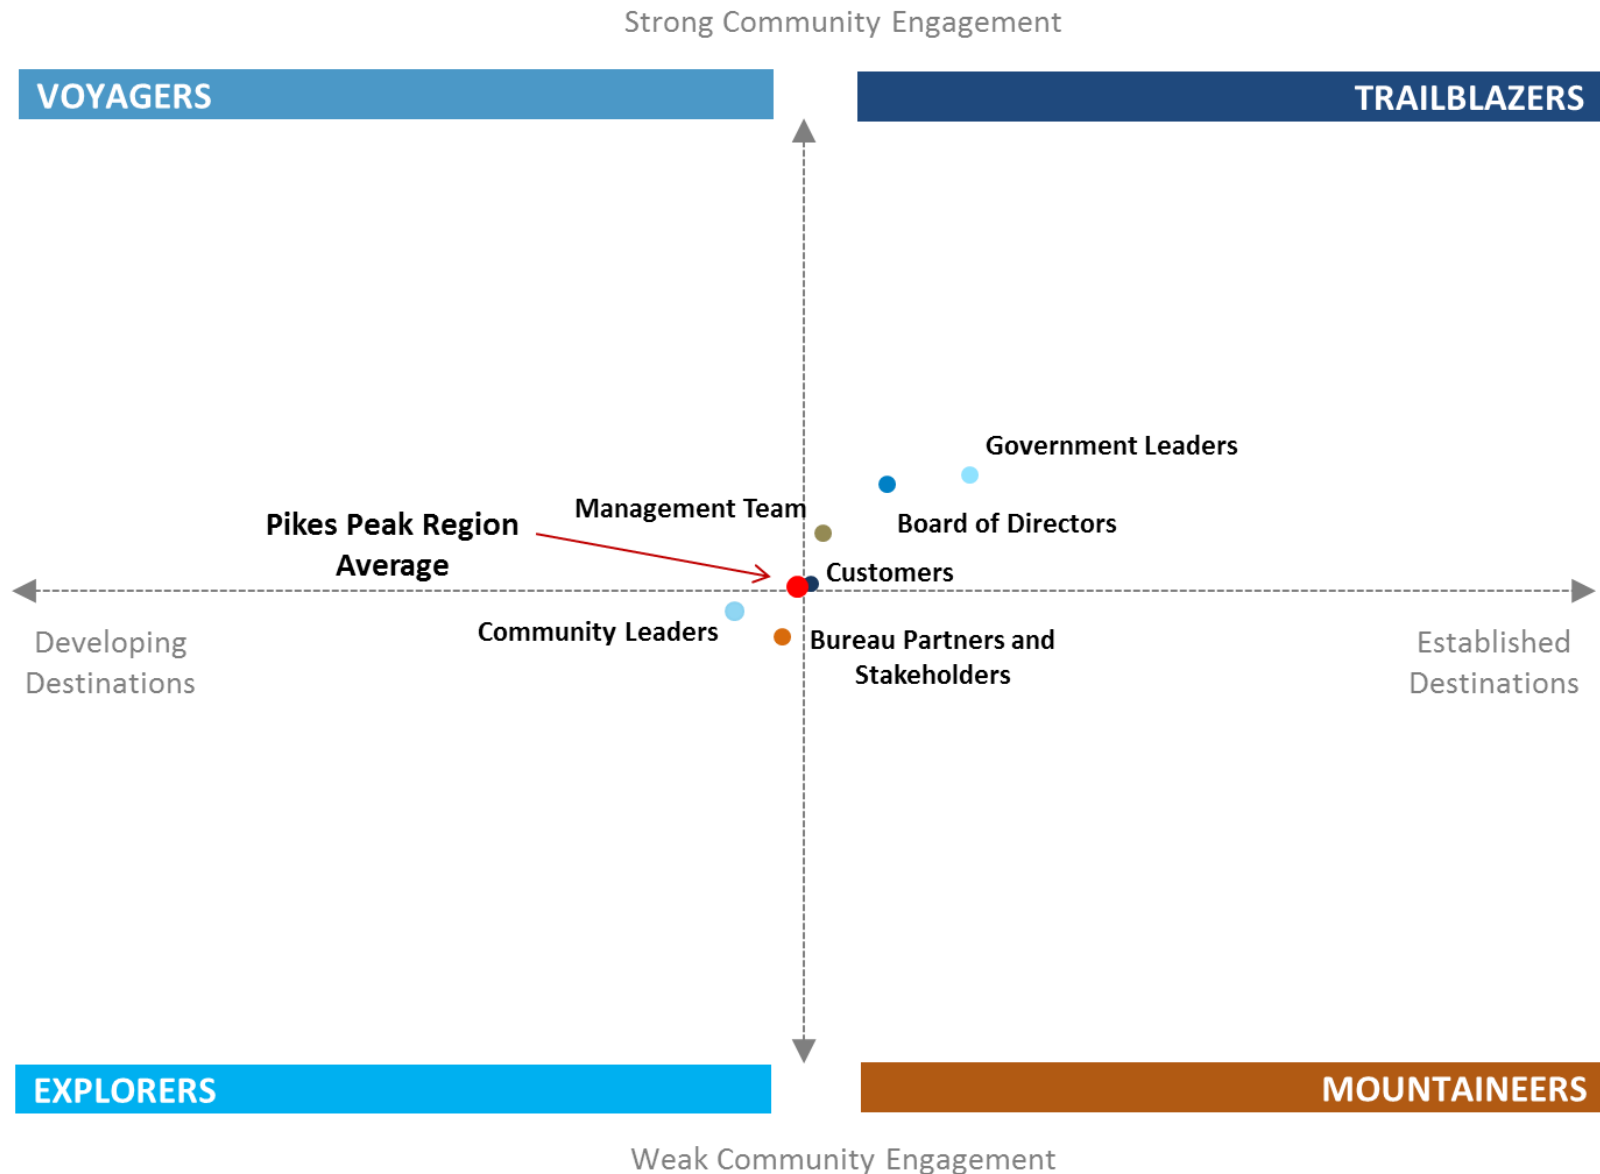 Strong Community Engagement
VOYAGERS
TRAILBLAZERS
Government Leaders
Management Team
Board of Directors
Pikes Peak Region
Average
Customers
Community Leaders
Bureau Partners and
Stakeholders
Developing
Destinations
Established
Destinations
EXPLORERS
MOUNTAINEERS
Weak Community Engagement